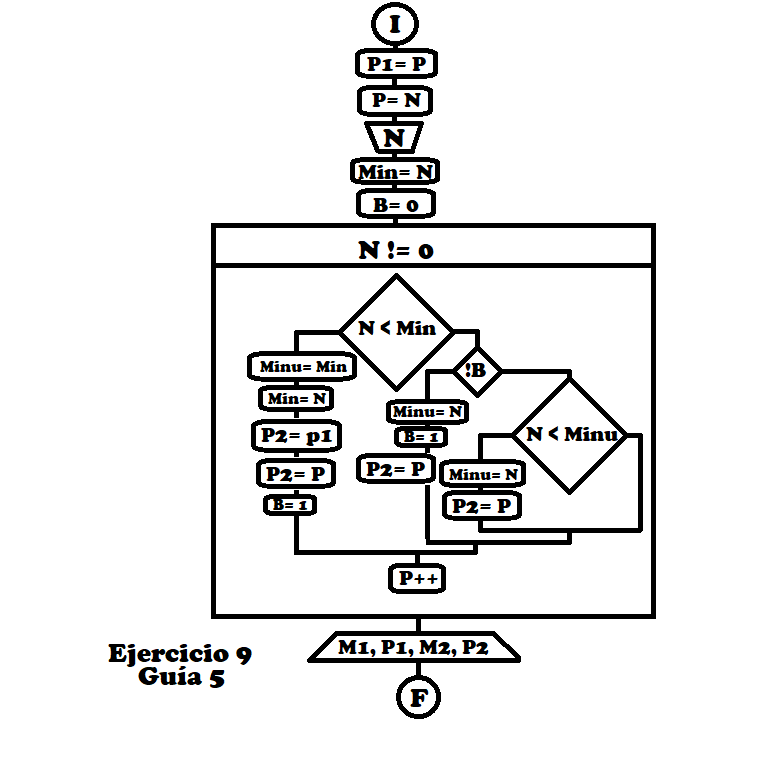 I
P1= P
P= N
N
Min= N
B= 0
N != 0
N < Min
Minu= Min
Min= N
P2= p1
P2= P
B= 1
!B
Minu= N
B= 1
P2= P
N < Minu
Minu= N
P2= P
P++
M1, P1, M2, P2
F
Ejercicio 9
Guía 5